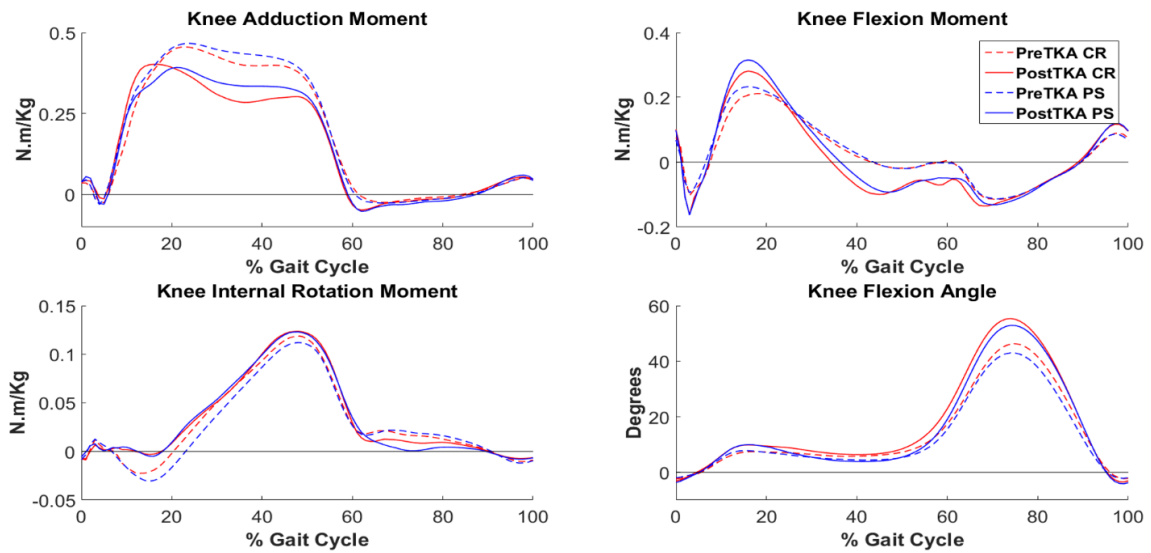 Knee Adduction Moment
N.m/Kg
0.5
0.25
0
0 20 40 60 80 100
% Gait Cycle
Knee Flexion Moment
N.m/Kg
0.4
0.2
0
-0.2
PreTKA CR
PostTKA CR
PreTKA PS
PostTKA PS
0 20 40 60 80 100
% Gait Cycle
Knee Internal Rotation Moment
N.m/Kg
0.15
0.1
0.05
0
-0.05
0 20 40 60 80 100
% Gait Cycle
Knee Flexion Angle
Degrees
60
40
20
0
0 20 40 60 80 100
% Gait Cycle